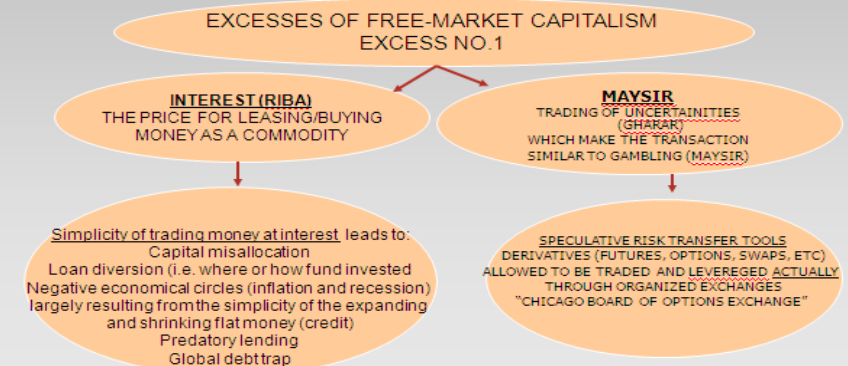 EXCESSES OF FREE-MARKET CAPITALISM
EXCESS NO.1
INTEREST (RIBA)
THE PRICE FOR LEASING/BUYING
MONEY AS A COMMODITY
MAYSIR
TRADING OF UNCERTAINITIES
(GHARAR)
WHICH MAKE THE TRANSACTION
SIMILAR TO GAMBLING (MAYSIR)
Simplicity of trading money at interest leads to:
Capital misallocation
Loan diversion (i.e. where or how fund invested
Negative economical circles (inflation and recession)
largely resulting from the simplicity of the expanding
and shrinking flat money (credit)
Predatory lending
Global debt trap
SPECULATIVE RISK TRANSFER TOOLS
DERIVATIVES (FUTURES, OPTIONS, SWAPS, ETC)
ALLOWED TO BE TRADED AND LEVEREGED ACTUALLY
THROUGH ORGANIZED EXCHANGES
“CHICAGO BOARD OF OPTIONS EXCHANGE”